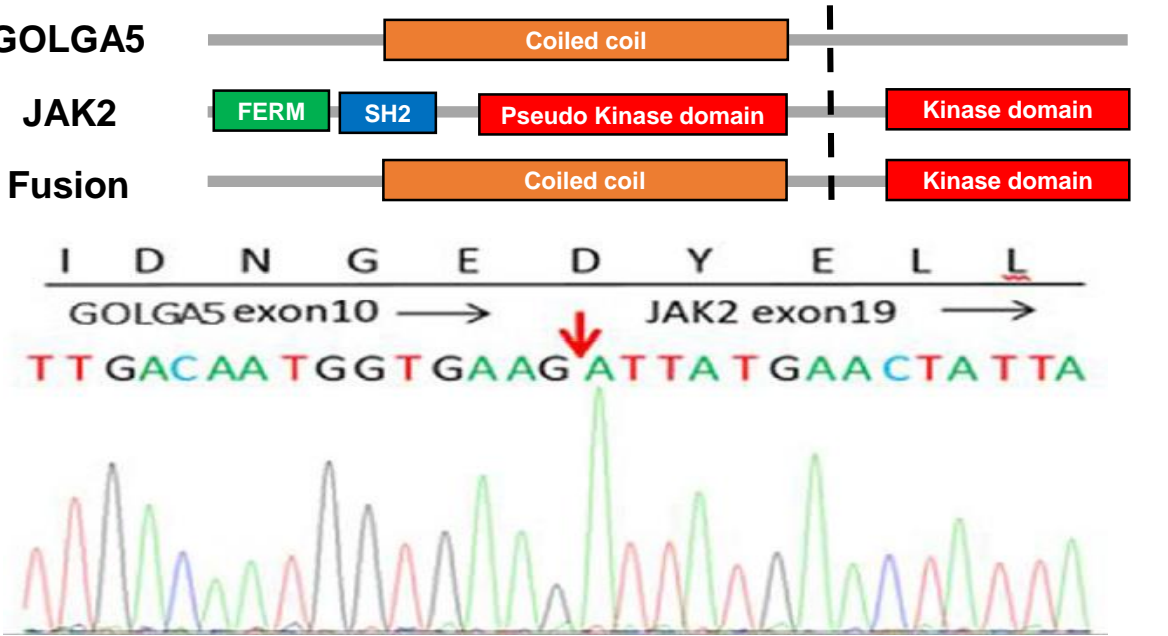 GOLGA5 Coiled coil
JAK2 FERM SH2 Pseudo Kinase domain Kinase domain
Fusion Coiled coil Kinase domain
I D N G E D Y E L L
GOLGA5 exon10 JAK2 exon19
TTGACAATGGTGAAGATTATGAACTATTA